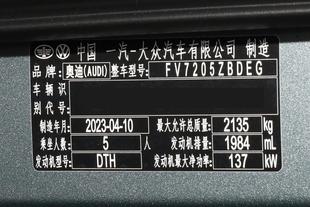 中国 一汽-大众汽车有限公司 制造
品牌 奥迪(AUDI) 整车型号 FV7205ZBDEG
车辆识别代号
制造年月 2023-04-10 最大允许总质量 2135 kg
乘坐人数 5 人 发动机排量 1984 mL
发动机型号 DTH 发动机最大净功率 137 kW